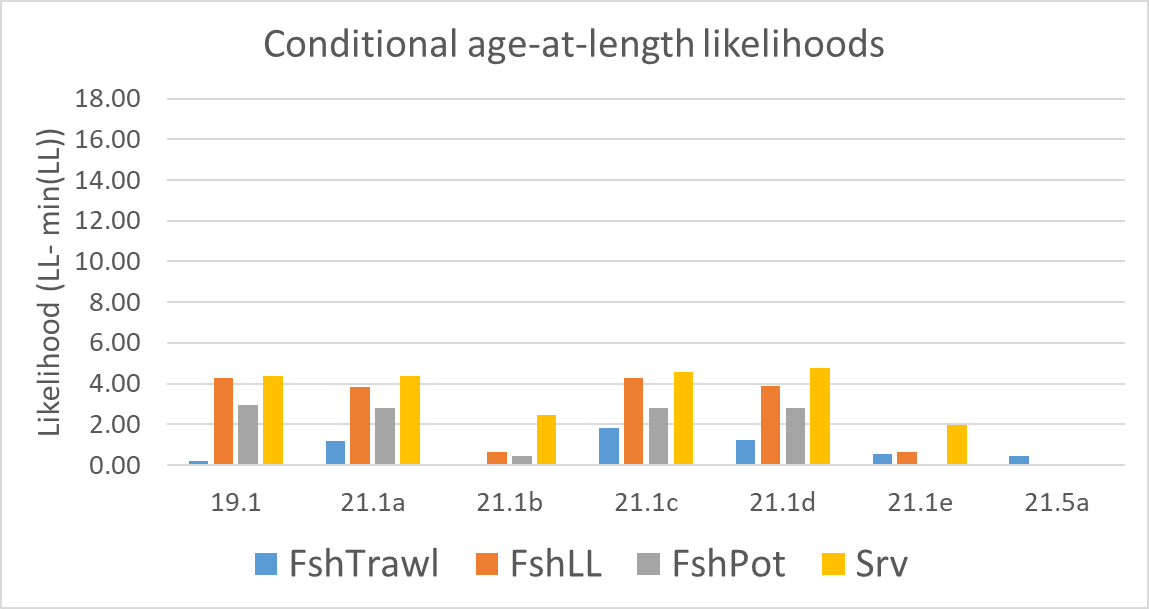 Conditional age-at-length likelihoods
Likelihood (LL- min(LL))
18.00
16.00
14.00
12.00
10.00
8.00
6.00
4.00
2.00
0.00
19.1 21.1a 21.1b 21.1c 21.1d 21.1e 21.5a
FshTrawl FshLL FshPot Srv